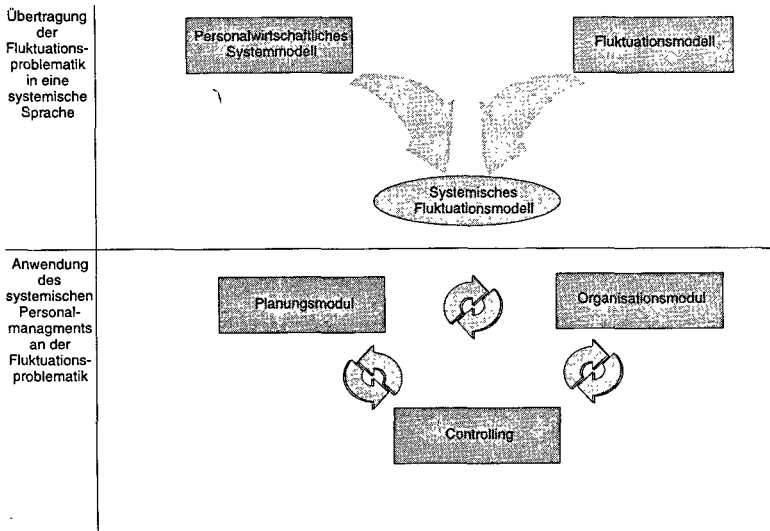 Übertragung
der
Fluktuations-
problematik
in eine
systemische
Sprache
Personalwirtschaftliches
Systemmodell
Fluktuationsmodell
Systemisches
Fluktuationsmodell
Anwendung
des
systemischen
Personal-
managments
an der
Fluktuations-
problematik
Planungsmodul
Organisationsmodul
Controlling